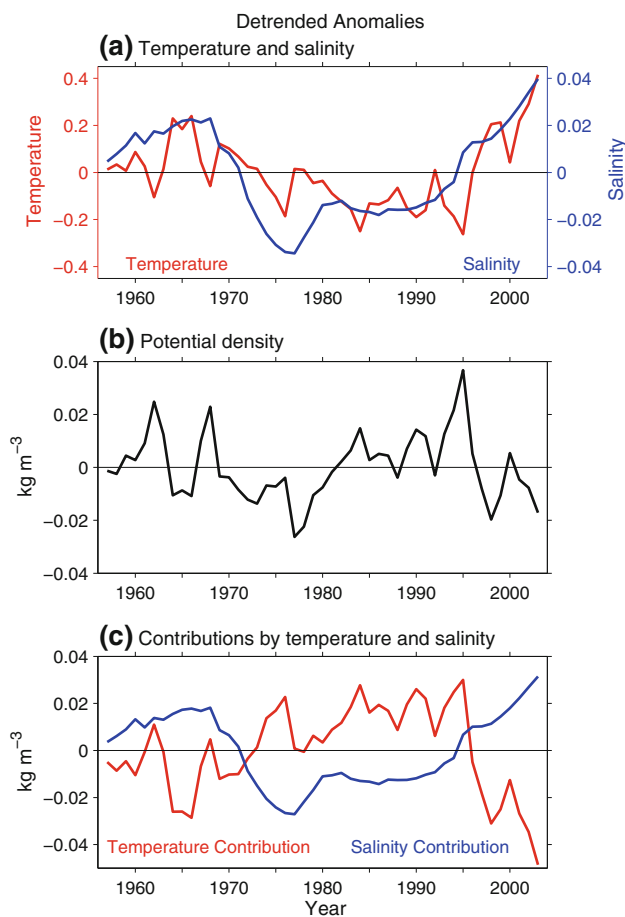 Detrended Anomalies
(a) Temperature and salinity
0.4
0.2
0
−0.2
−0.4
Temperature
0.04
0.02
0
−0.02
−0.04
Salinity
Temperature
Salinity
1960 1970 1980 1990 2000
(b) Potential density
0.04
0.02
0
−0.02
−0.04
kg m⁻³
1960 1970 1980 1990 2000
(c) Contributions by temperature and salinity
0.04
0.02
0
−0.02
−0.04
kg m⁻³
Temperature Contribution
Salinity Contribution
1960 1970 1980 1990 2000
Year